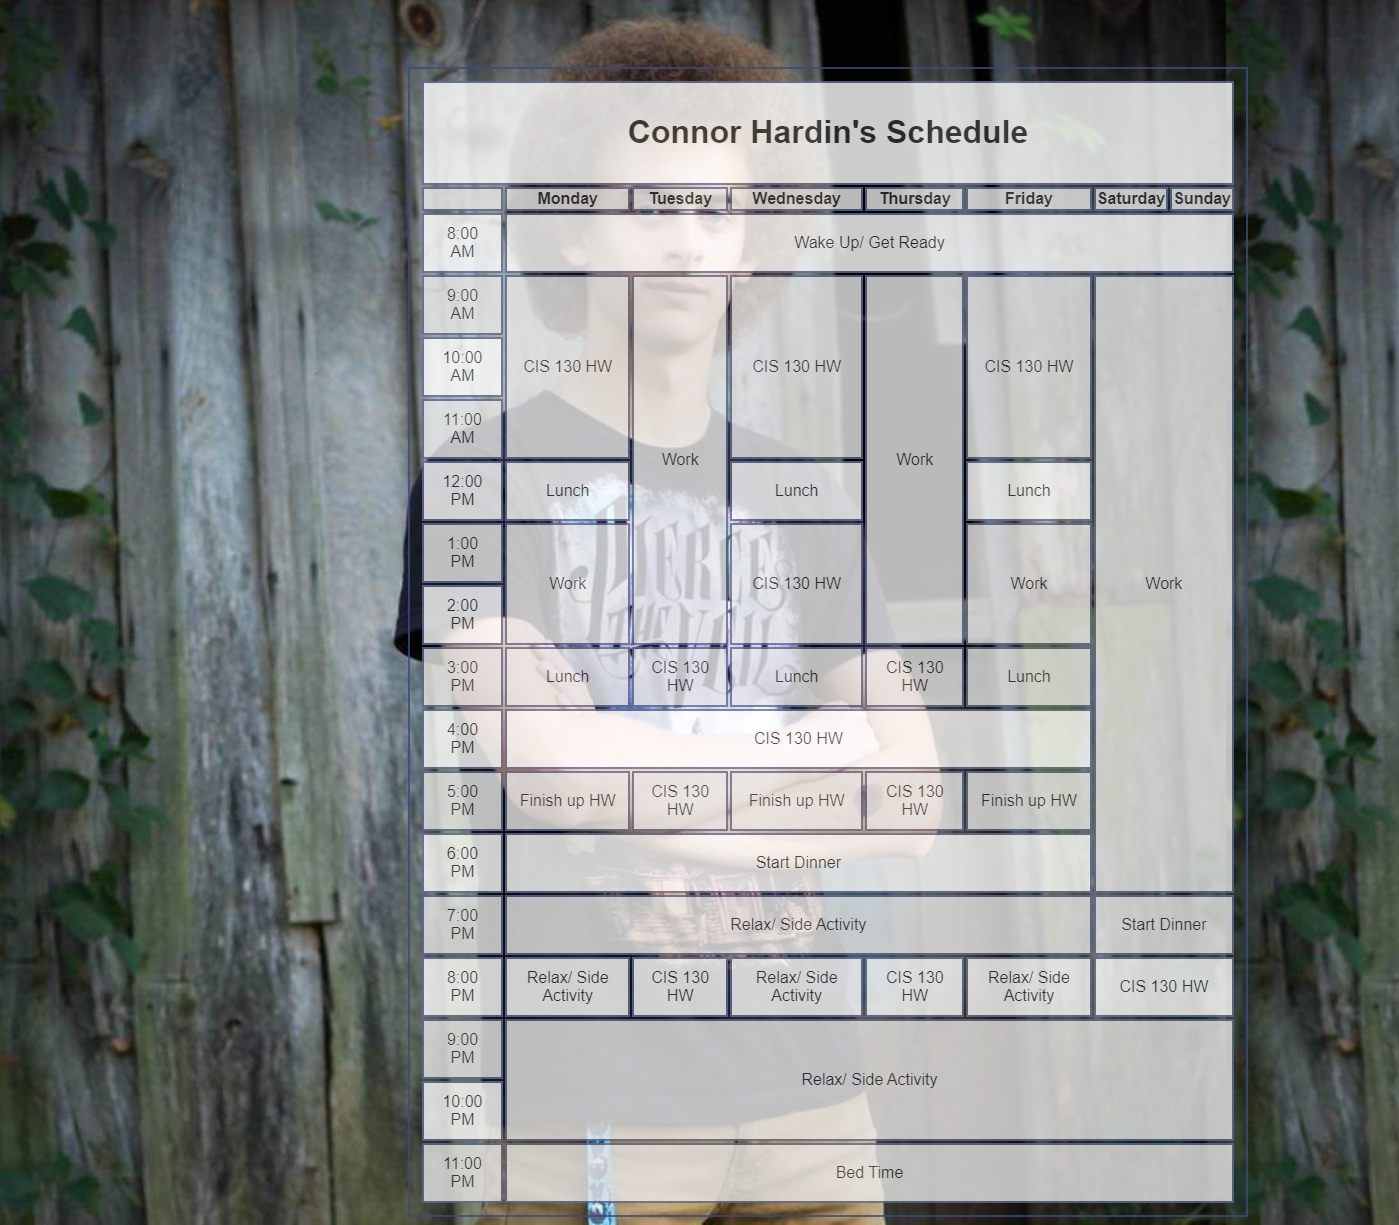 Connor Hardin's Schedule
Monday Tuesday Wednesday Thursday Friday Saturday Sunday
8:00
AM
Wake Up/ Get Ready
9:00
AM
10:00
AM
CIS 130 HW
CIS 130 HW
CIS 130 HW
11:00
AM
Work
Work
12:00
PM
Lunch
Lunch
Lunch
1:00
PM
Work
CIS 130 HW
Work
Work
2:00
PM
3:00
PM
Lunch
CIS 130
HW
Lunch
CIS 130
HW
Lunch
4:00
PM
CIS 130 HW
5:00
PM
Finish up HW
CIS 130
HW
Finish up HW
CIS 130
HW
Finish up HW
6:00
PM
Start Dinner
7:00
PM
Relax/ Side Activity
Start Dinner
8:00
PM
Relax/ Side
Activity
CIS 130
HW
Relax/ Side
Activity
CIS 130
HW
Relax/ Side
Activity
CIS 130 HW
9:00
PM
Relax/ Side Activity
10:00
PM
11:00
PM
Bed Time
PIERCE
THE VEIL